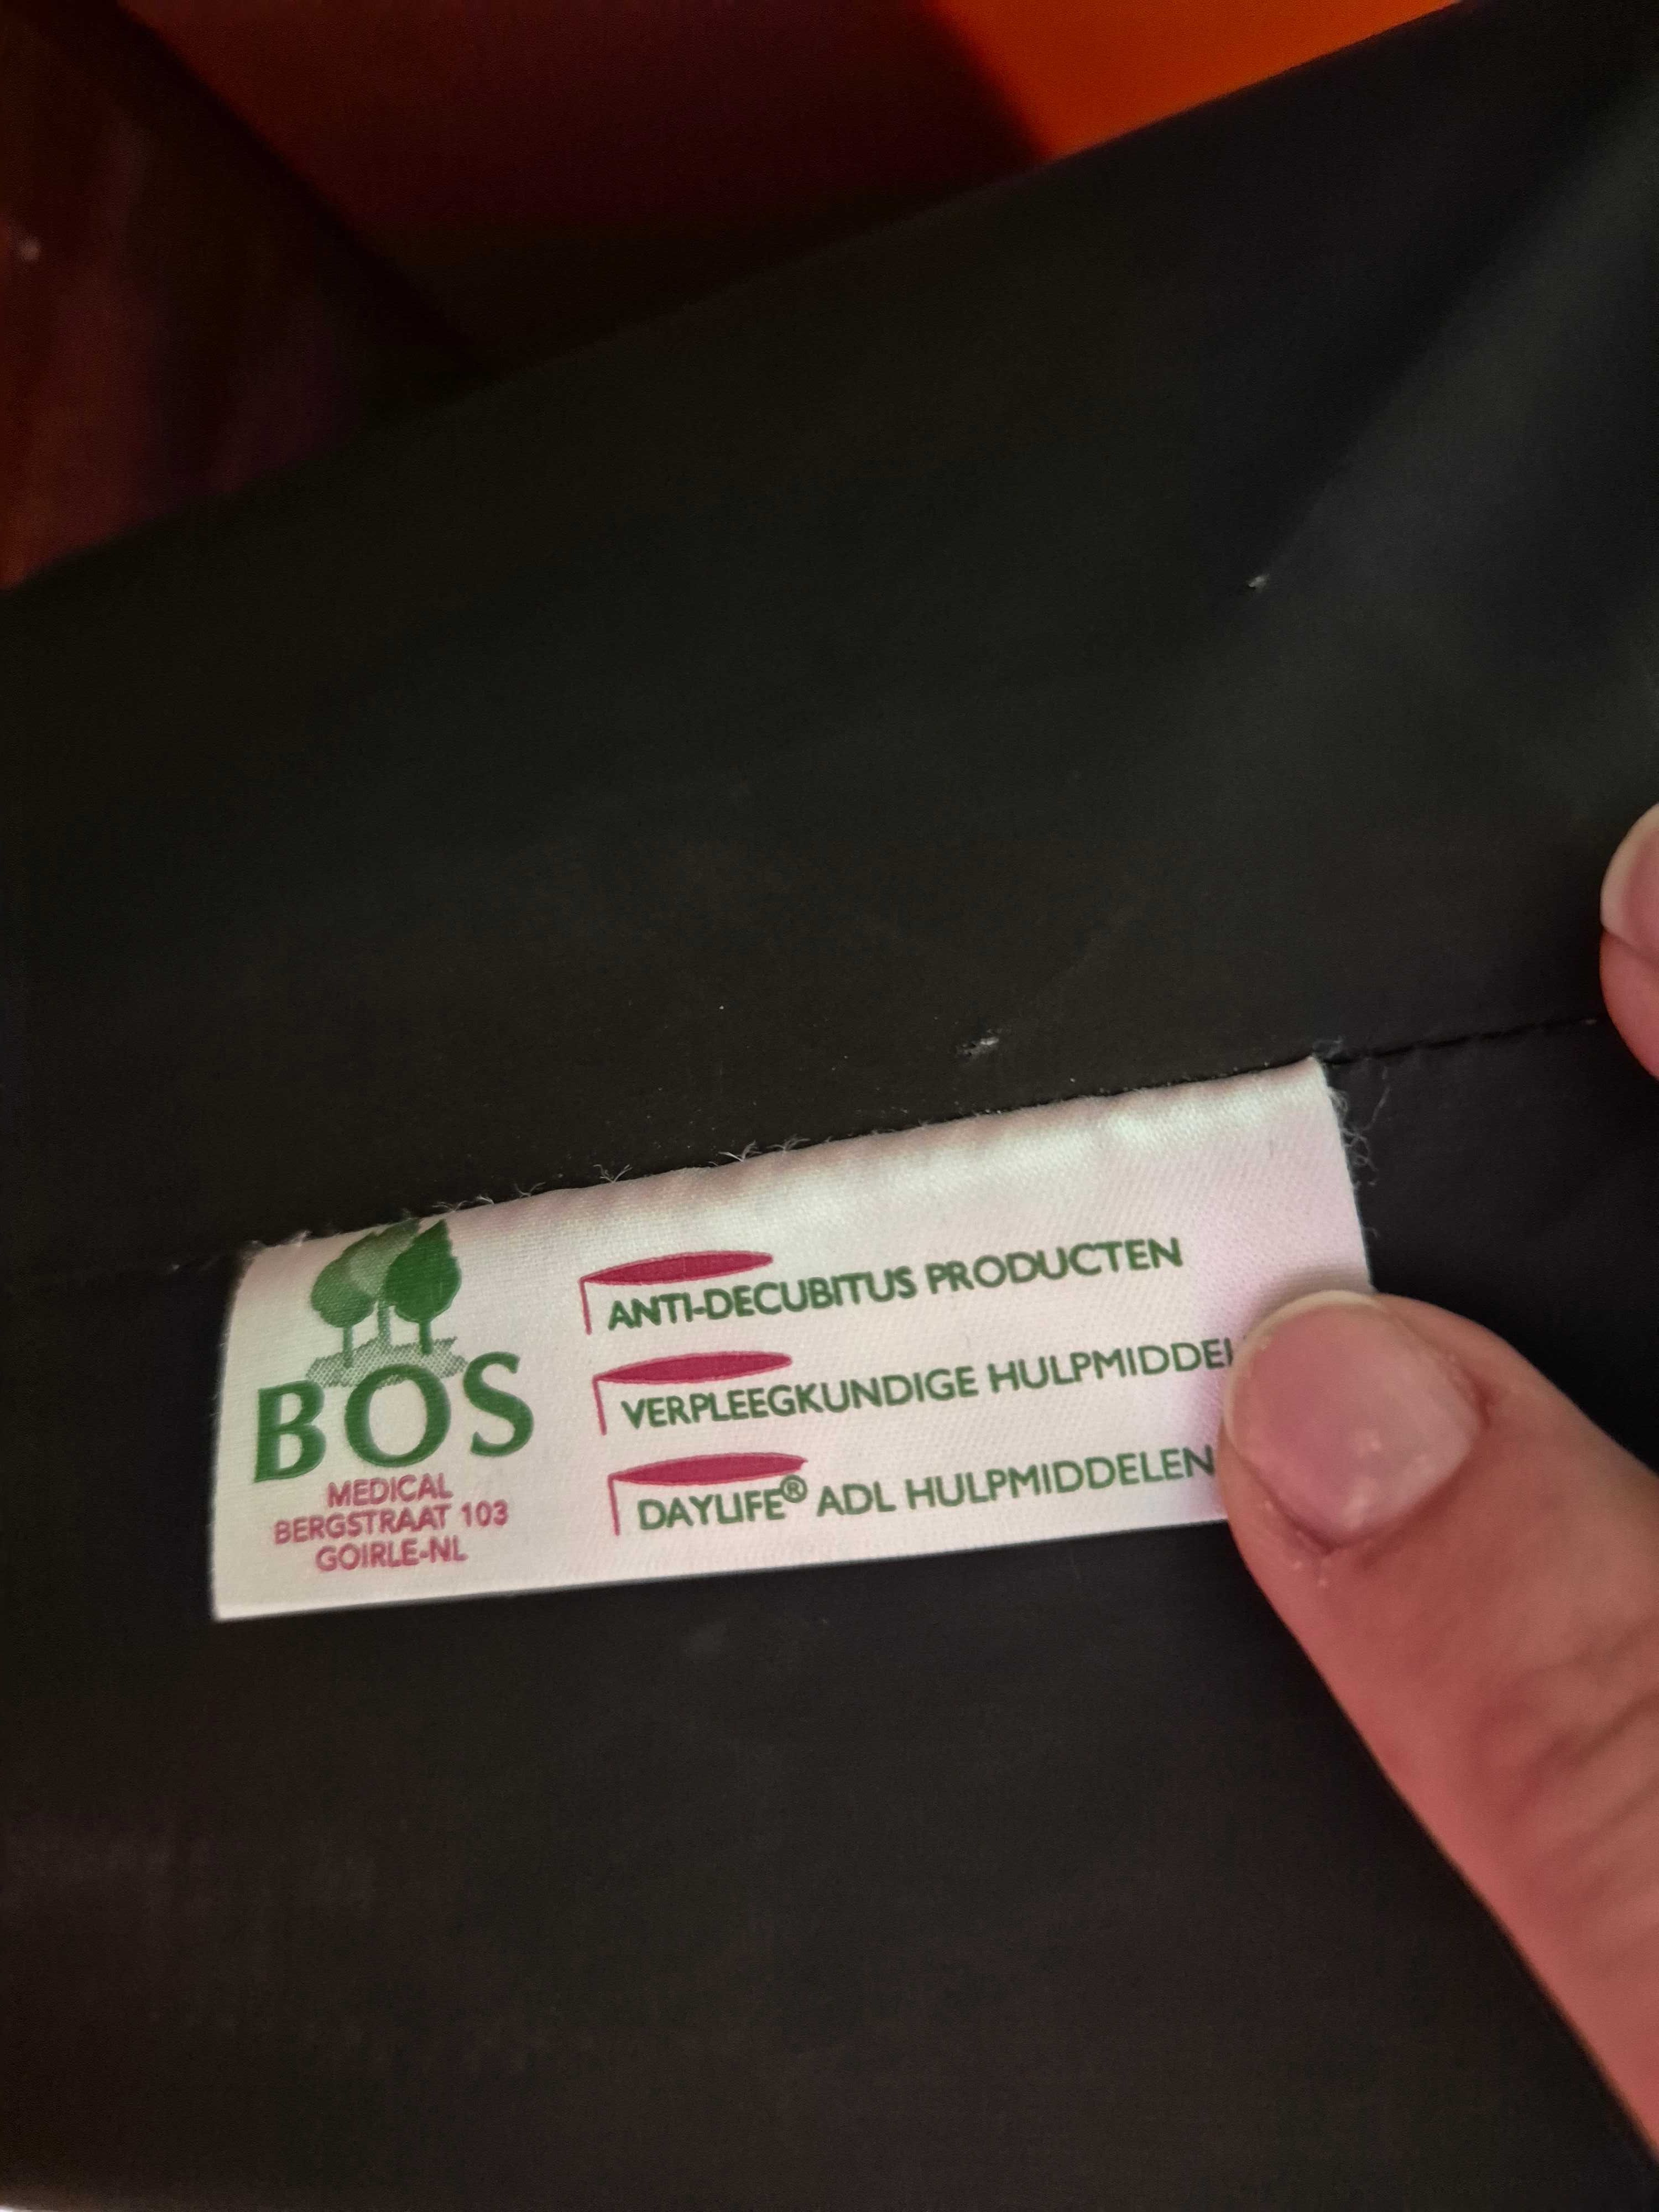 BOS
MEDICAL
BERGSTRAAT 103
GOIRLE-NL
ANTI-DECUBITUS PRODUCTEN
VERPLEEGKUNDIGE
DAYLIFE® ADL HULPMIDDELEN